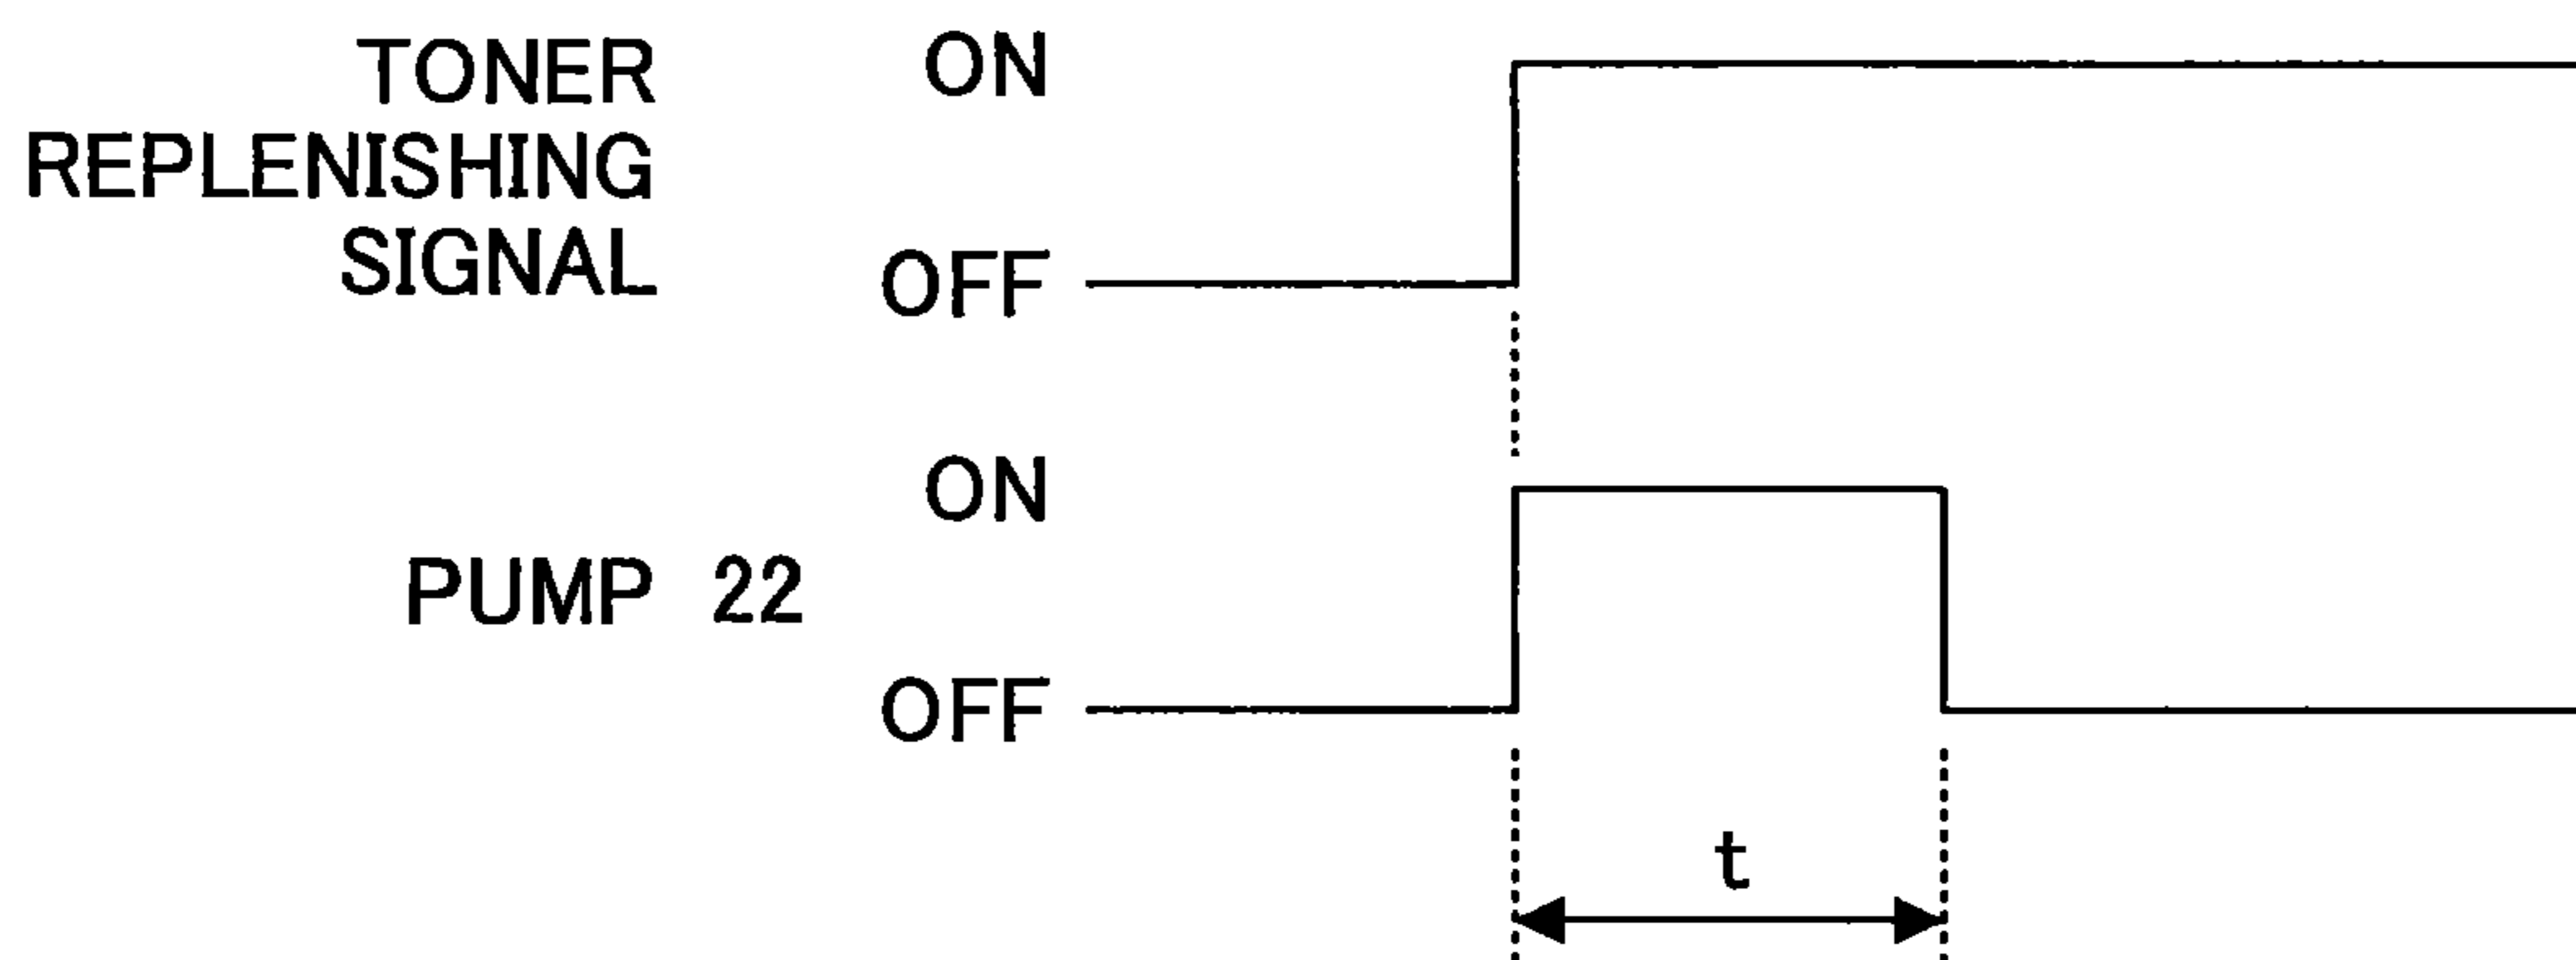 TONER
REPLENISHING
SIGNAL
ON
OFF
PUMP 22
ON
OFF
t